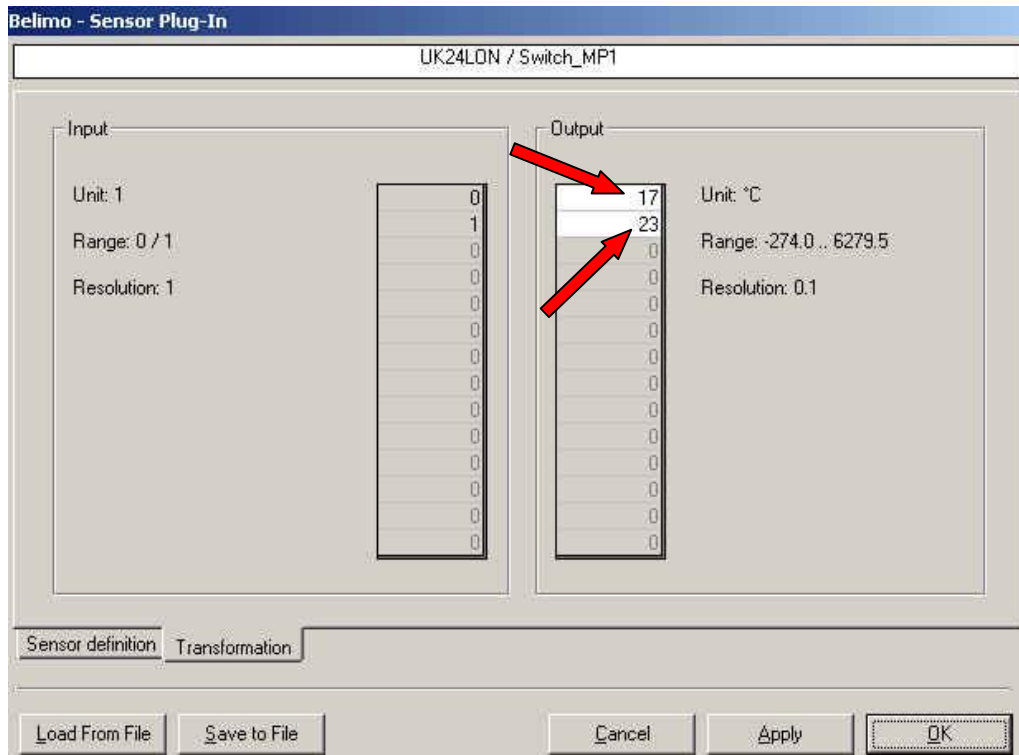 Belimo - Sensor Plug-In
UK24LON / Switch_MP1
Input
Unit: 1
Range: 0 / 1
Resolution: 1
0
1
0
0
0
0
0
0
0
0
0
0
0
0
Output
17
23
0
0
0
0
0
0
0
0
0
0
0
0
Unit: °C
Range: -274.0 .. 6279.5
Resolution: 0.1
Sensor definition
Transformation
Load From File
Save to File
Cancel
Apply
OK